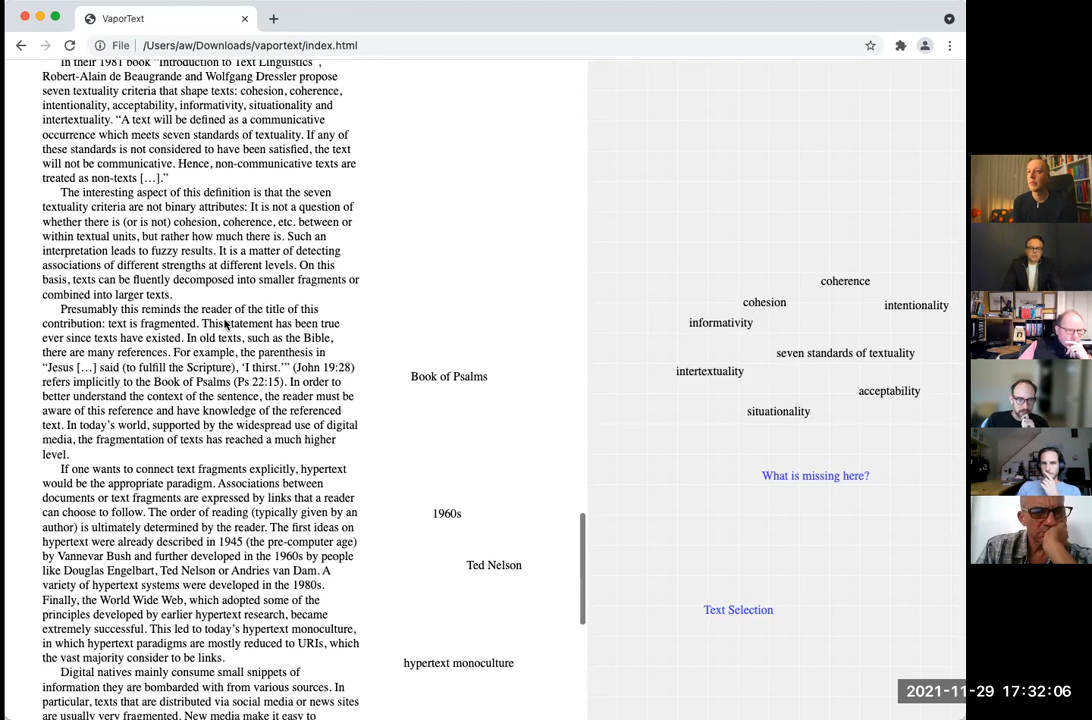 VaporText
File
/Users/aw/Downloads/vaportext/index.html
In their 1981 book "Introduction to Text Linguistics",
Robert-Alain de Beaugrande and Wolfgang Dressler propose
seven textuality criteria that shape texts: cohesion, coherence,
intentionality, acceptability, informativity, situationality and
intertextuality. “A text will be defined as a communicative
occurrence which meets seven standards of textuality. If any of
these standards is not considered to have been satisfied, the text
will not be communicative. Hence, non-communicative texts are
treated as non-texts […].”
The interesting aspect of this definition is that the seven
textuality criteria are not binary attributes: It is not a question of
whether there is (or is not) cohesion, coherence, etc. between or
within textual units, but rather how much there is. Such an
interpretation leads to fuzzy results. It is a matter of detecting
associations of different strengths at different levels. On this
basis, texts can be fluently decomposed into smaller fragments or
combined into larger texts.
Presumably this reminds the reader of the title of this
contribution: text is fragmented. This statement has been true
ever since texts have existed. In old texts, such as the Bible,
there are many references. For example, the parenthesis in
“Jesus […] said (to fulfill the Scripture), ‘I thirst.’” (John 19:28)
refers implicitly to the Book of Psalms (Ps 22:15). In order to
better understand the context of the sentence, the reader must be
aware of this reference and have knowledge of the referenced
text. In today’s world, supported by the widespread use of digital
media, the fragmentation of texts has reached a much higher
level.
If one wants to connect text fragments explicitly, hypertext
would be the appropriate paradigm. Associations between
documents or text fragments are expressed by links that a reader
can choose to follow. The order of reading (typically given by an
author) is ultimately determined by the reader. The first ideas on
hypertext were already described in 1945 (the pre-computer age)
by Vannevar Bush and further developed in the 1960s by people
like Douglas Engelbart, Ted Nelson or Andries van Dam. A
variety of hypertext systems were developed in the 1980s.
Finally, the World Wide Web, which adopted some of the
principles developed by earlier hypertext research, became
extremely successful. This led to today’s hypertext monoculture,
in which hypertext paradigms are mostly reduced to URIs, which
the vast majority consider to be links.
Digital natives mainly consume small snippets of
information they are bombarded with from various sources. In
particular, texts that are distributed via social media or news sites
are usually very fragmented. New media make it easy to
Book of Psalms
1960s
Ted Nelson
hypertext monoculture
coherence
cohesion
intentionality
informativity
seven standards of textuality
intertextuality
acceptability
situationality
What is missing here?
Text Selection
2021-11-29 17:32:06